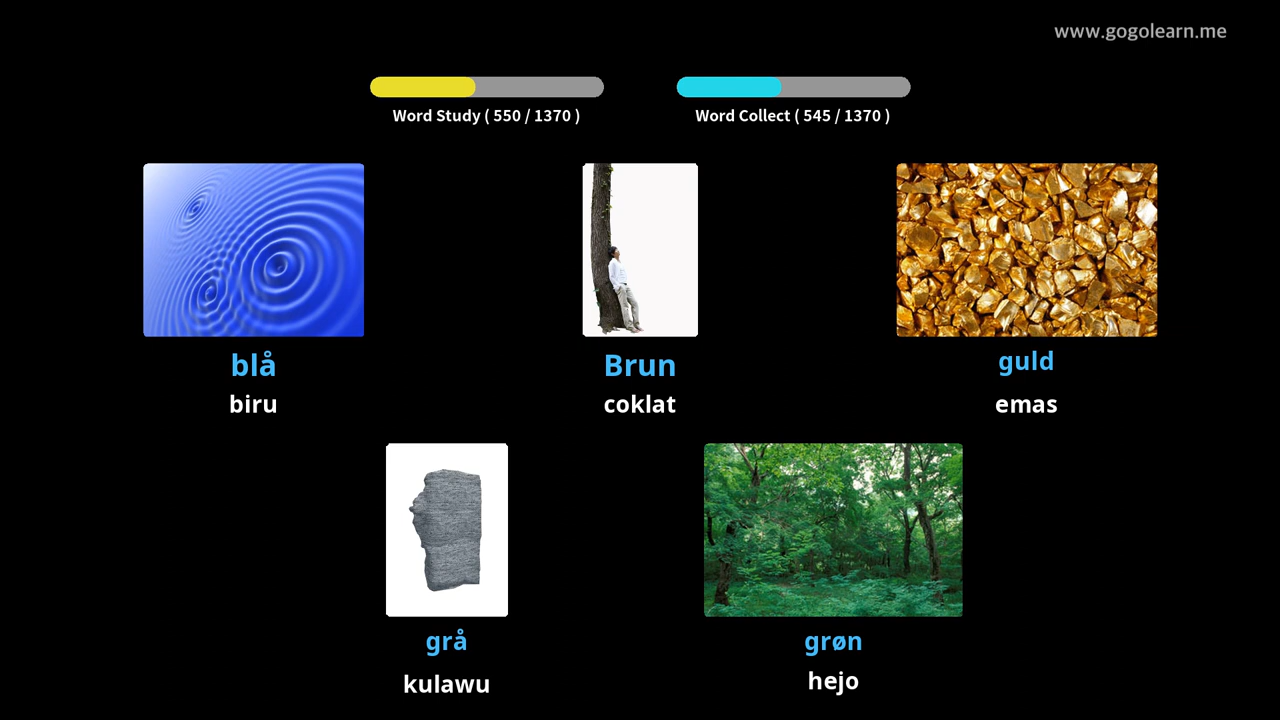 www.gogolearn.me
Word Study ( 550 / 1370 )
Word Collect ( 545 / 1370 )
blå
biru
Brun
coklat
guld
emas
grå
kulawu
grøn
hejo